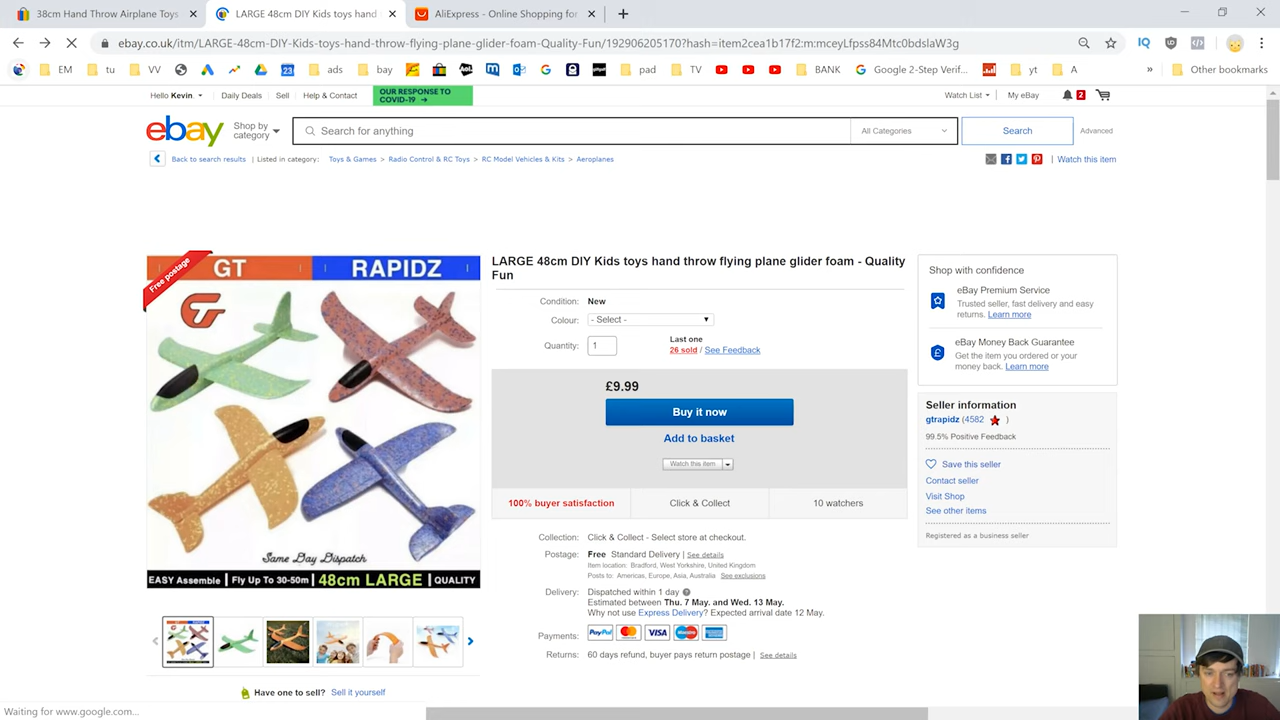 38cm Hand Throw Airplane Toys
LARGE 48cm DIY Kids toys hand
AliExpress - Online Shopping for
ebay.co.uk/itm/LARGE-48cm-DIY-Kids-toys-hand-throw-flying-plane-glider-foam-Quality-Fun/192906205170?hash=item2cea1b17f2:m:mceyLfpss84Mtc0bdslaW3g
EM tu VV ads bay pad TV BANK Google 2-Step Verif... yt A » Other bookmarks
Hello Kevin. Daily Deals Sell Help & Contact OUR RESPONSE TO COVID-19 → Watch List My eBay 2
ebay Shop by category Search for anything All Categories Search Advanced
Back to search results | Listed in category: Toys & Games > Radio Control & RC Toys > RC Model Vehicles & Kits > Aeroplanes | Watch this item
Free postage
GT RAPIDZ
Same Day Dispatch
EASY Assemble | Fly Up To 30-50m | 48cm LARGE | QUALITY
Have one to sell? Sell it yourself
LARGE 48cm DIY Kids toys hand throw flying plane glider foam - Quality
Fun
Condition: New
Colour: - Select -
Quantity: 1 Last one
26 sold / See Feedback
£9.99
Buy it now
Add to basket
Watch this item
100% buyer satisfaction Click & Collect 10 watchers
Collection: Click & Collect - Select store at checkout.
Postage: Free Standard Delivery | See details
Item location: Bradford, West Yorkshire, United Kingdom
Posts to: Americas, Europe, Asia, Australia See exclusions
Delivery: Dispatched within 1 day
Estimated between Thu. 7 May. and Wed. 13 May.
Why not use Express Delivery? Expected arrival date 12 May.
Payments: PayPal VISA
Returns: 60 days refund, buyer pays return postage | See details
Shop with confidence
eBay Premium Service
Trusted seller, fast delivery and easy
returns. Learn more
eBay Money Back Guarantee
Get the item you ordered or your
money back. Learn more
Seller information
gtrapidz (4582 )
99.5% Positive Feedback
Save this seller
Contact seller
Visit Shop
See other items
Registered as a business seller
Waiting for www.google.com...